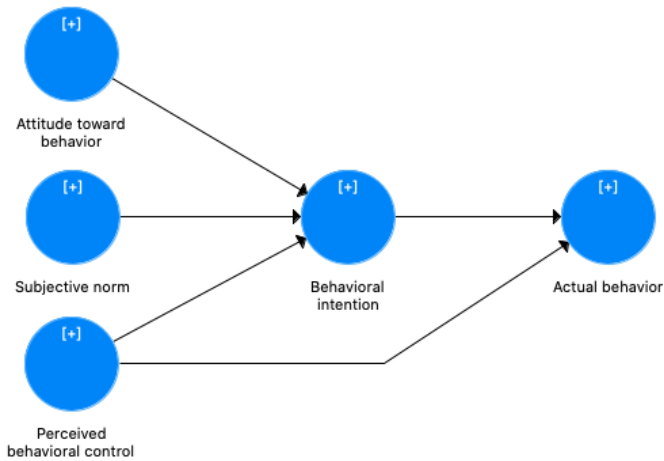 [+]
Attitude toward
behavior
[+]
Subjective norm
[+]
Perceived
behavioral control
[+]
Behavioral
intention
[+]
Actual behavior